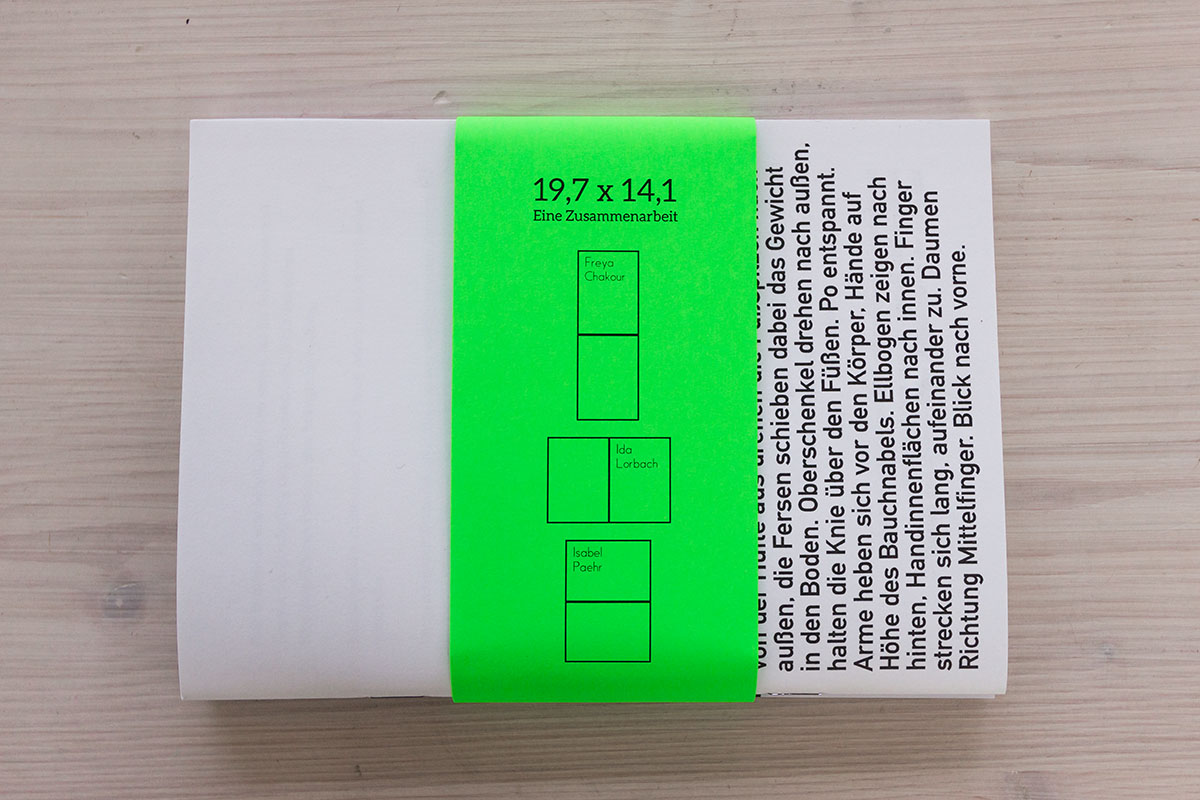 19,7 x 14,1
Eine Zusammenarbeit
Freya
Chakour
Ida
Lorbach
Isabel
Paehr
außen, die Fersen schieben dabei das Gewicht
in den Boden. Oberschenkel drehen nach außen,
halten die Knie über den Füßen. Po entspannt.
Arme heben sich vor den Körper, Hände auf
Höhe des Bauchnabels. Ellbogen zeigen nach
hinten, Handinnenflächen nach innen. Finger
strecken sich lang, aufeinander zu. Daumen
Richtung Mittelfinger. Blick nach vorne.